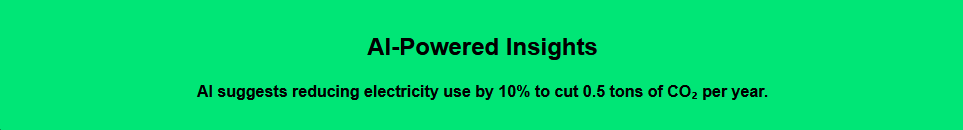 AI-Powered Insights
AI suggests reducing electricity use by 10% to cut 0.5 tons of CO₂ per year.